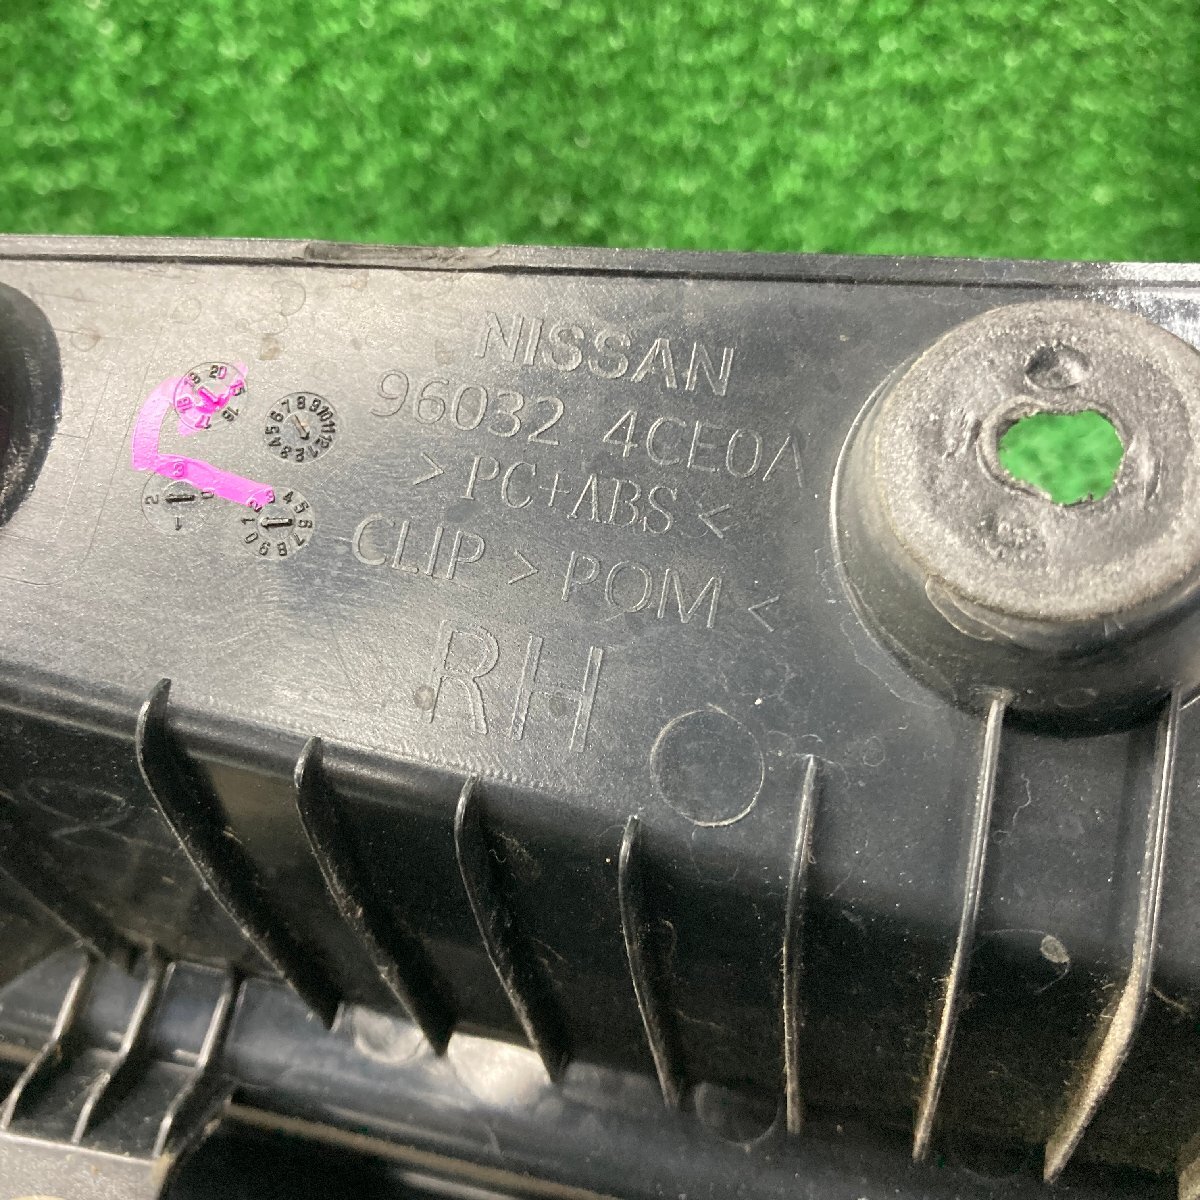 NISSAN
96032 4CE0A
> PC+ABS <
CLIP > POM <
RH